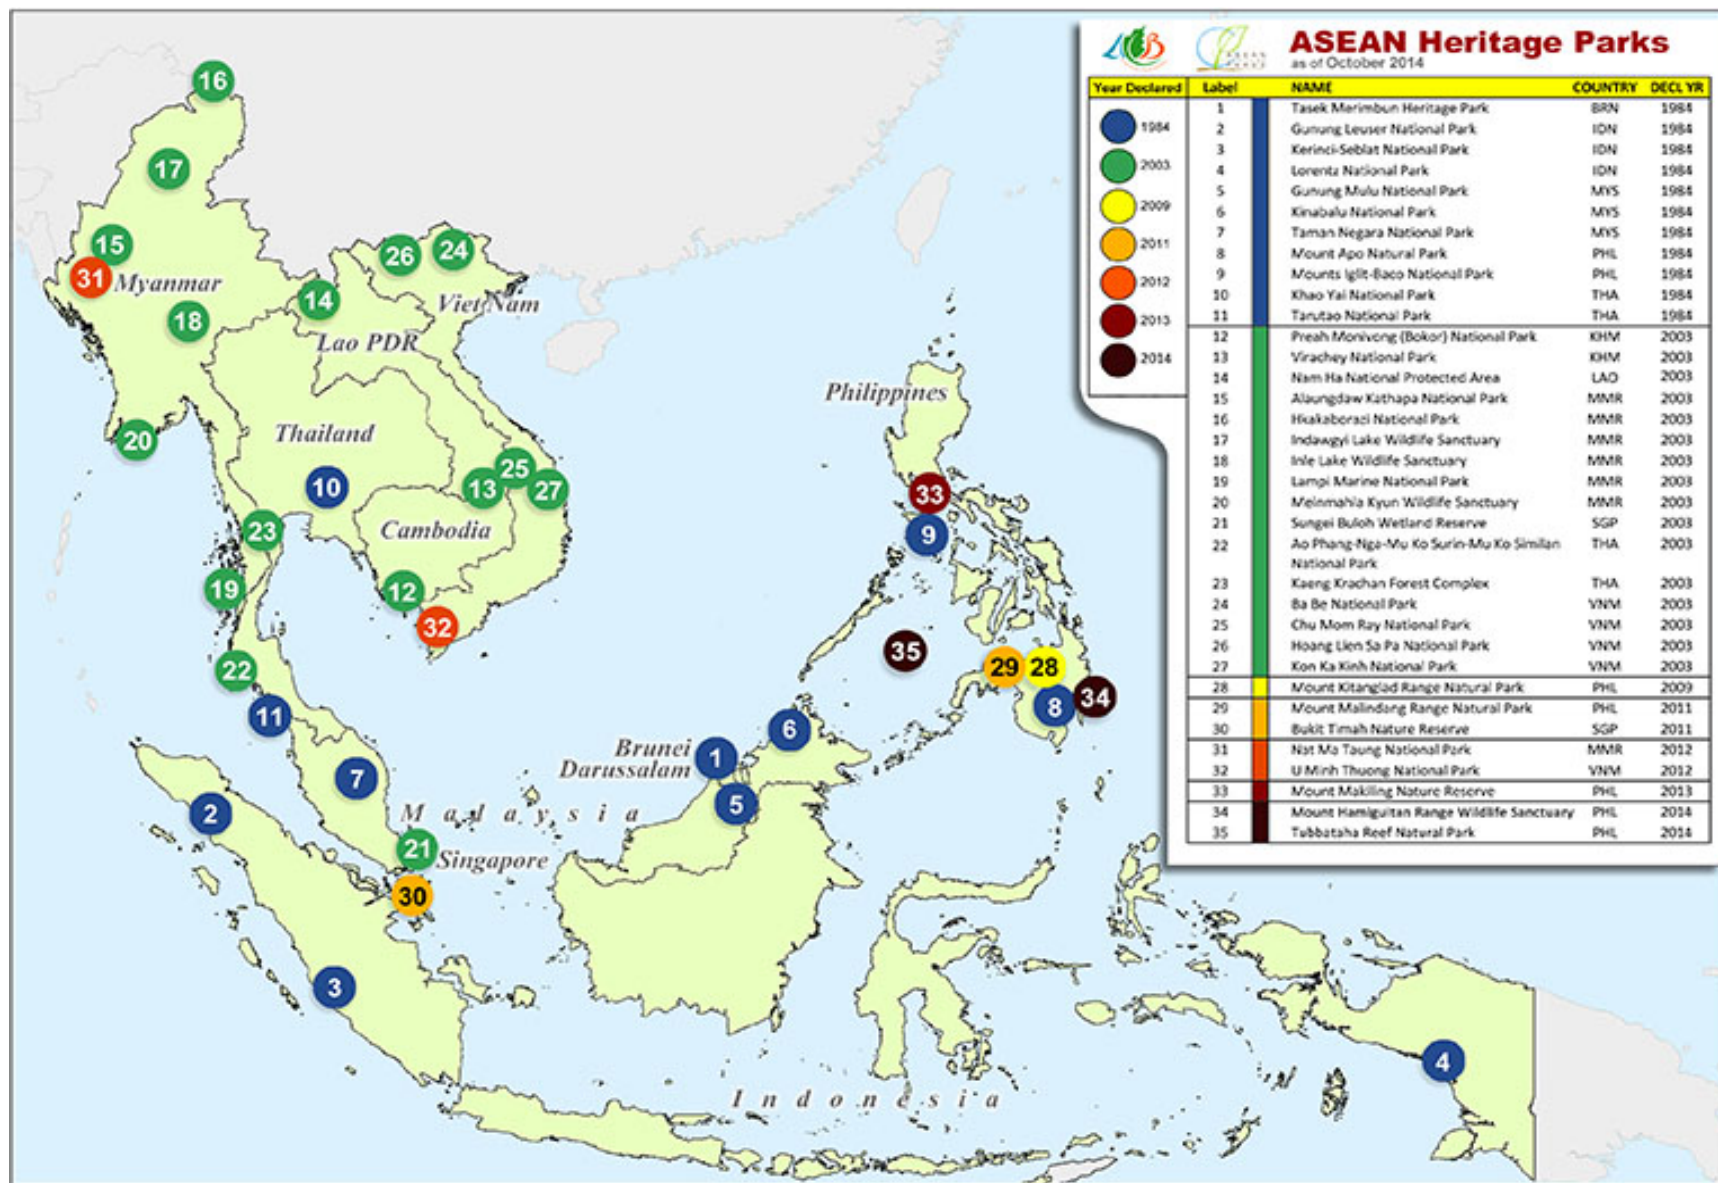 ASEAN Heritage Parks
as of October 2014
Year Declared
1984
2003
2009
2011
2012
2013
2014
Label NAME COUNTRY DECL YR
1 Tasek Merimbun Heritage Park BRN 1984
2 Gunung Leuser National Park IDN 1984
3 Kerinci-Seblat National Park IDN 1984
4 Lorentz National Park IDN 1984
5 Gunung Mulu National Park MYS 1984
6 Kinabalu National Park MYS 1984
7 Taman Negara National Park MYS 1984
8 Mount Apo Natural Park PHL 1984
9 Mounts Iglit-Baco National Park PHL 1984
10 Khao Yai National Park THA 1984
11 Tarutao National Park THA 1984
12 Preah Monivong (Bokor) National Park KHM 2003
13 Virachey National Park KHM 2003
14 Nam Ha National Protected Area LAO 2003
15 Alaungdaw Kathapa National Park MMR 2003
16 Hkakaborazi National Park MMR 2003
17 Indawgyi Lake Wildlife Sanctuary MMR 2003
18 Inle Lake Wildlife Sanctuary MMR 2003
19 Lampi Marine National Park MMR 2003
20 Meinmahla Kyun Wildlife Sanctuary MMR 2003
21 Sungei Buloh Wetland Reserve SGP 2003
22 Ao Phang-Nga-Mu Ko Surin-Mu Ko Similan THA 2003
National Park
23 Kaeng Krachan Forest Complex THA 2003
24 Ba Be National Park VNM 2003
25 Chu Mom Ray National Park VNM 2003
26 Hoang Lien Sa Pa National Park VNM 2003
27 Kon Ka Kinh National Park VNM 2003
28 Mount Kitanglad Range Natural Park PHL 2009
29 Mount Malindang Range Natural Park PHL 2011
30 Bukit Timah Nature Reserve SGP 2011
31 Nat Ma Taung National Park MMR 2012
32 U Minh Thuong National Park VNM 2012
33 Mount Makiling Nature Reserve PHL 2013
34 Mount Hamiguitan Range Wildlife Sanctuary PHL 2014
35 Tubbataha Reef Natural Park PHL 2014
16
17
15
26
24
31
Myanmar
14
Viet Nam
18
Lao PDR
Philippines
20
Thailand
25
10
13
27
33
23
Cambodia
9
19
12
32
35
22
29
28
34
11
8
6
Brunei
Darussalam
1
7
5
2
Malaysia
21
Singapore
30
3
4
Indonesia